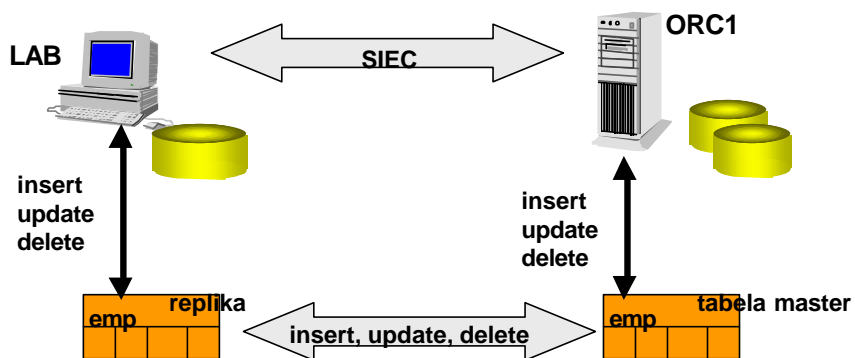 LAB
SIEC
ORC1
insert
update
delete
insert
update
delete
replika
emp
insert, update, delete
tabela master
emp